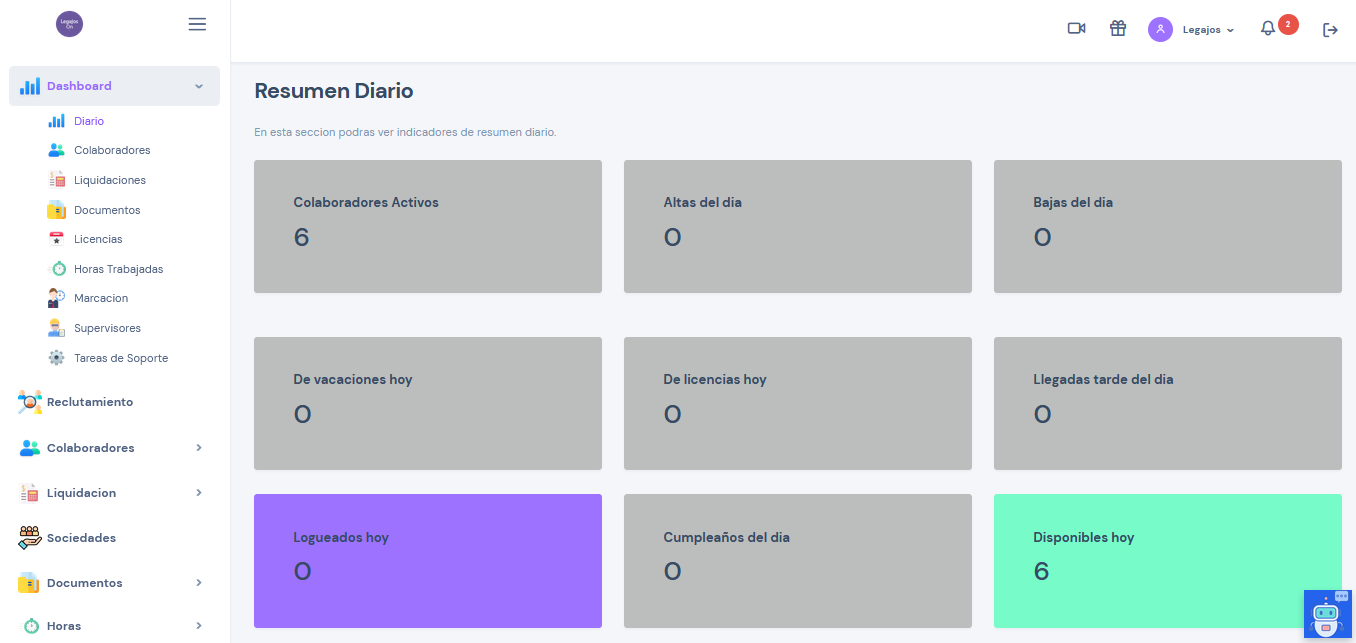 Legajos
On
2
Legajos
Dashboard
Diario
Colaboradores
Liquidaciones
Documentos
Licencias
Horas Trabajadas
Marcacion
Supervisores
Tareas de Soporte
Reclutamiento
Colaboradores
Liquidacion
Sociedades
Documentos
Horas
Resumen Diario
En esta seccion podras ver indicadores de resumen diario.
Colaboradores Activos
6
Altas del dia
0
Bajas del dia
0
De vacaciones hoy
0
De licencias hoy
0
Llegadas tarde del dia
0
Logueados hoy
0
Cumpleaños del dia
0
Disponibles hoy
6